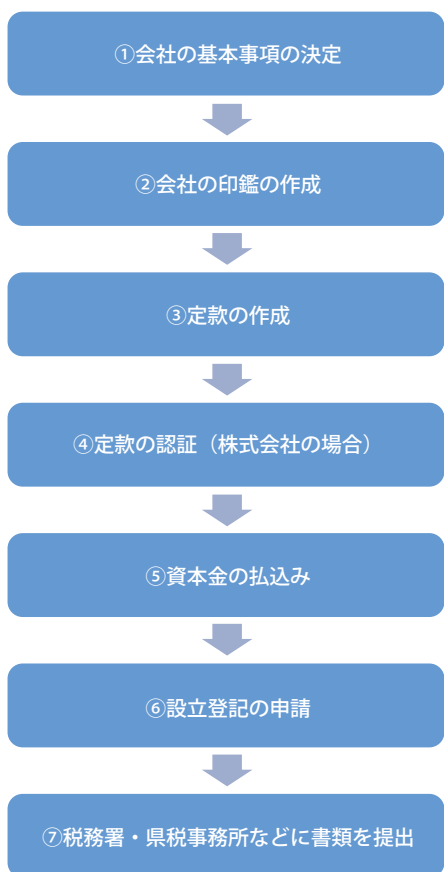 ①会社の基本事項の決定
②会社の印鑑の作成
③定款の作成
④定款の認証（株式会社の場合）
⑤資本金の払込み
⑥設立登記の申請
⑦税務署・県税事務所などに書類を提出